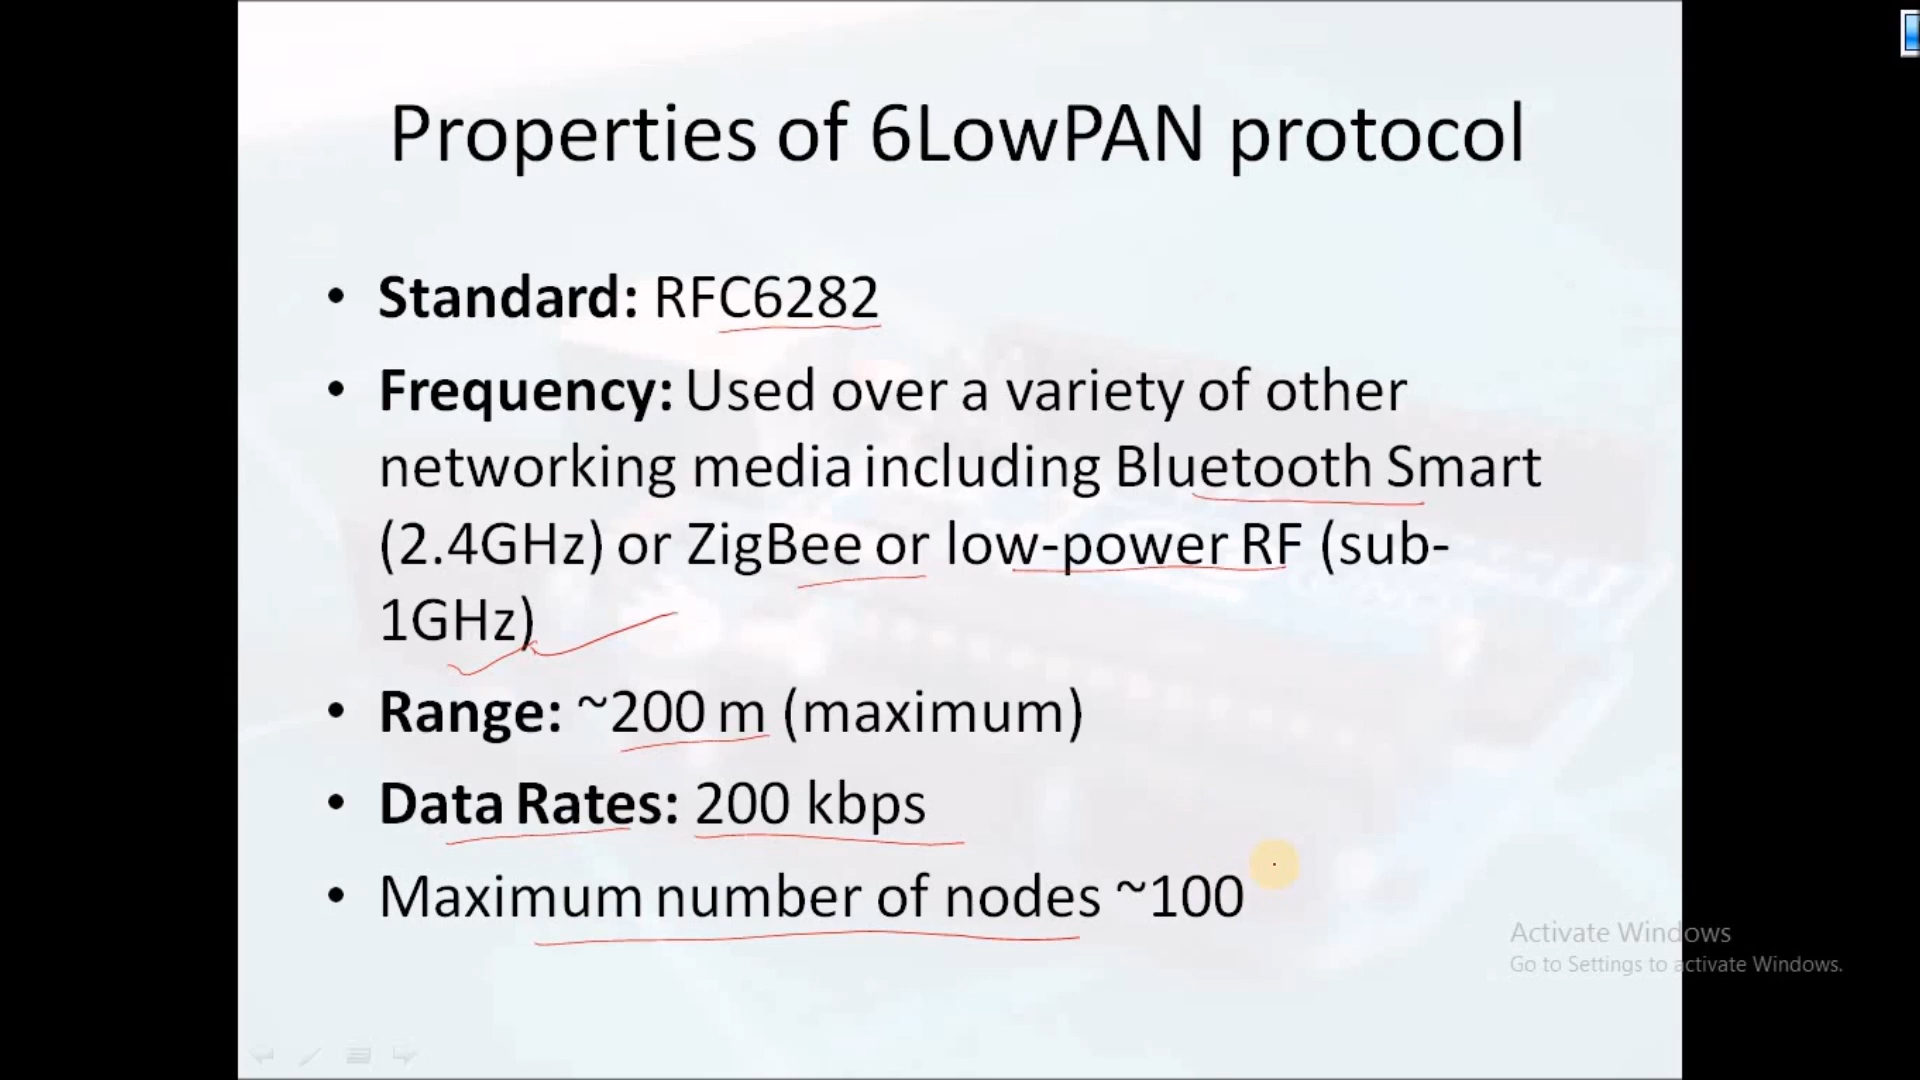 Properties of 6LowPAN protocol
• Standard: RFC6282
• Frequency: Used over a variety of other
networking media including Bluetooth Smart
(2.4GHz) or ZigBee or low-power RF (sub-
1GHz)
• Range: ~200 m (maximum)
• Data Rates: 200 kbps
• Maximum number of nodes ~100
Activate Windows
Go to Settings to activate Windows.